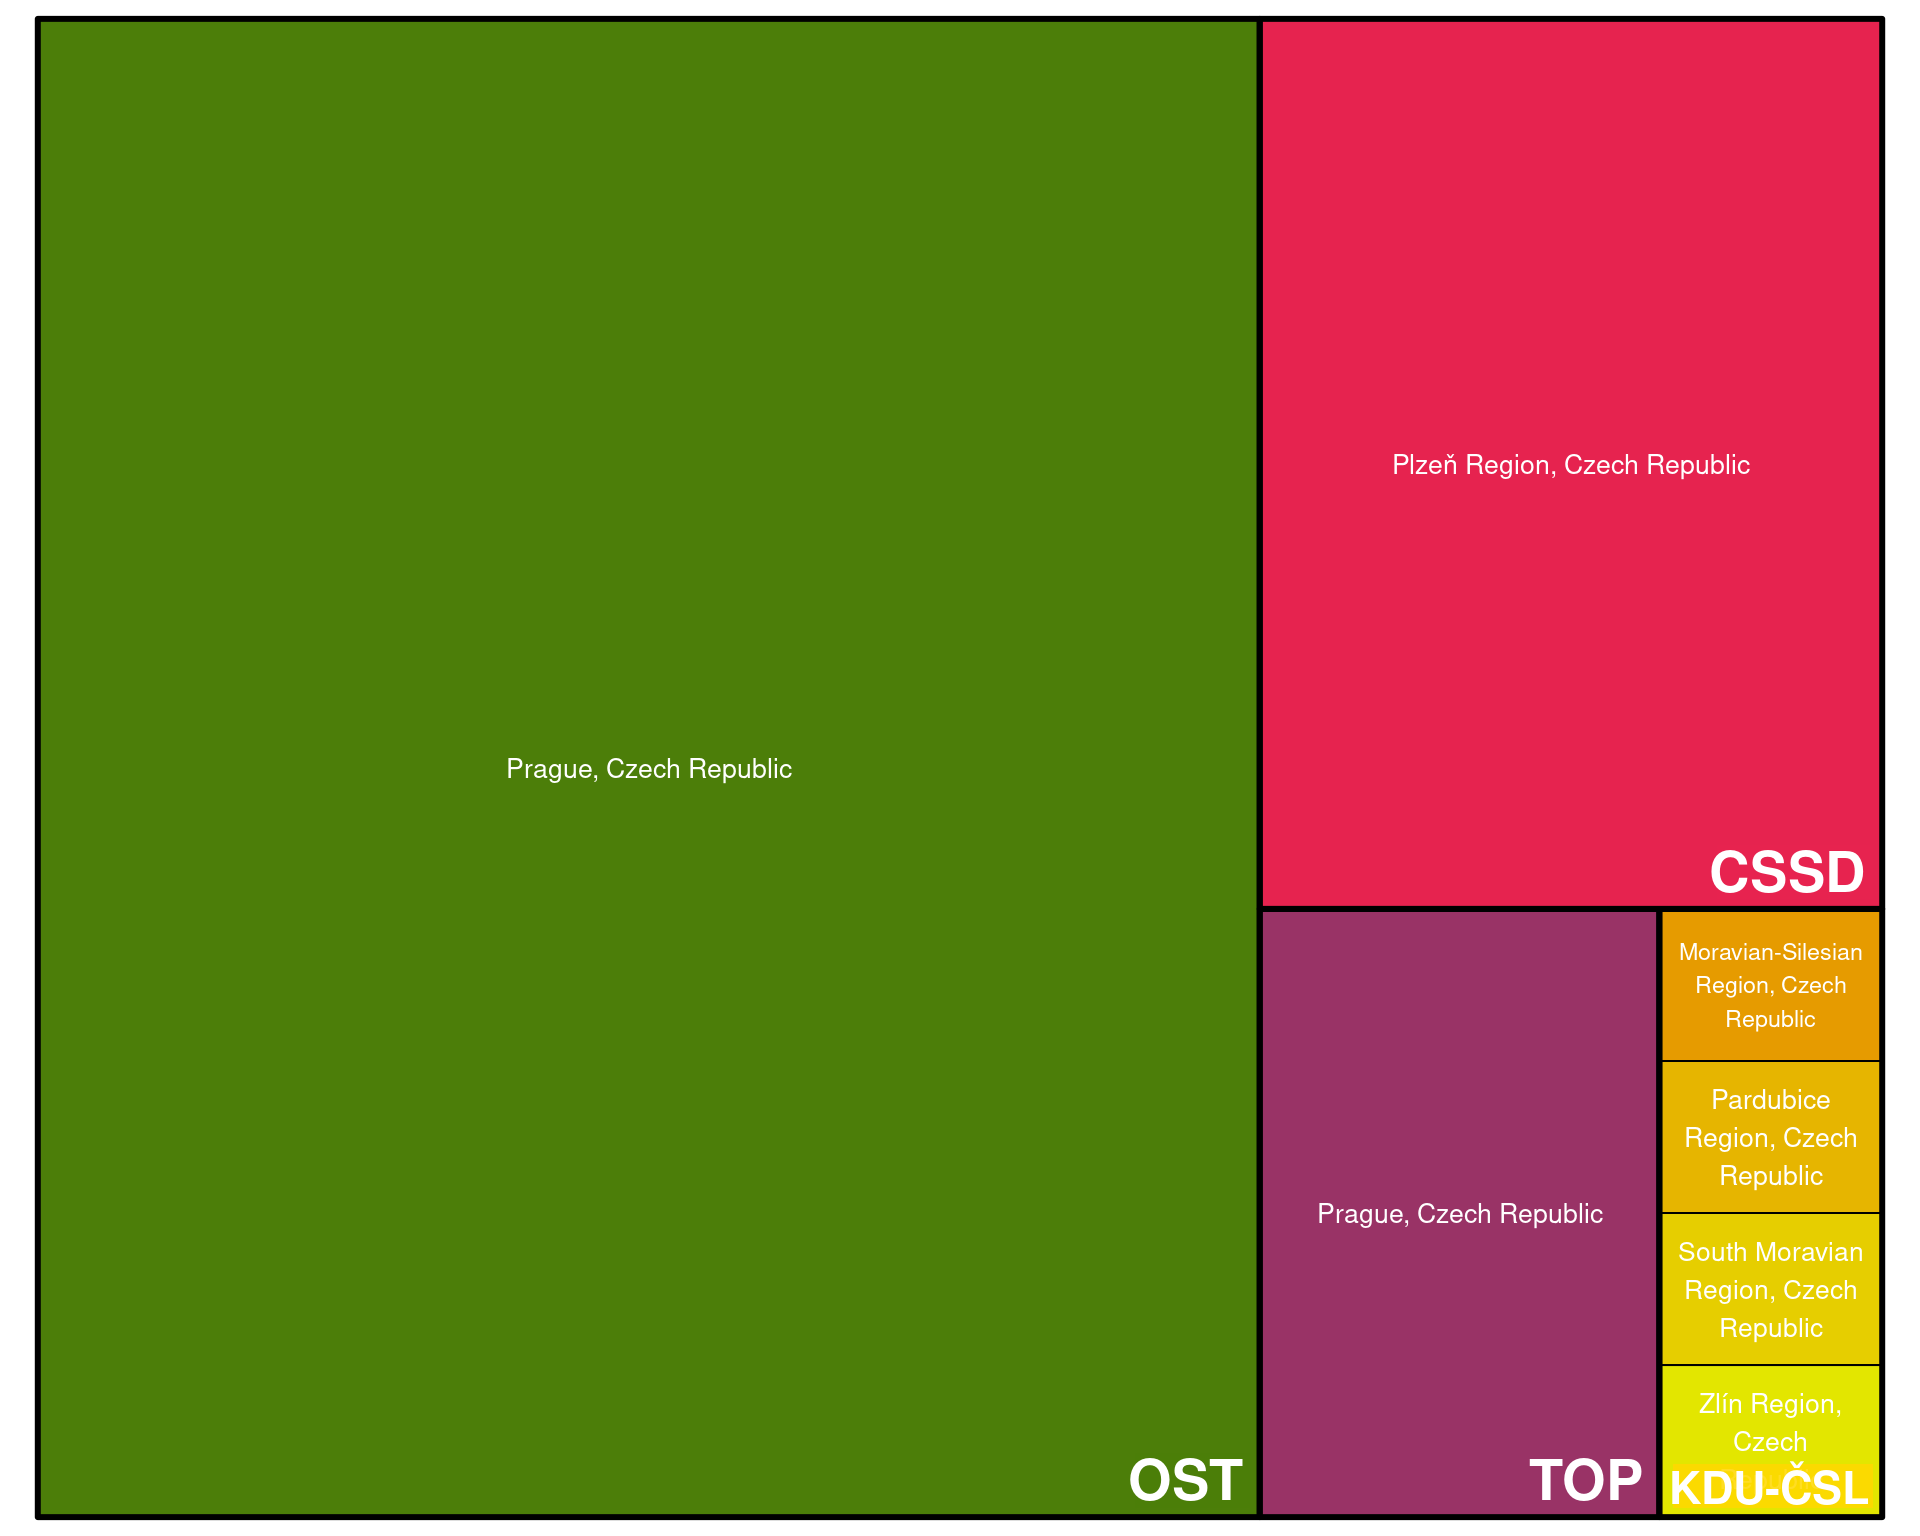 Prague, Czech Republic
OST
Plzeň Region, Czech Republic
CSSD
Prague, Czech Republic
TOP
Moravian-Silesian
Region, Czech
Republic
Pardubice
Region, Czech
Republic
South Moravian
Region, Czech
Republic
Zlín Region,
Czech
KDU-ČSL